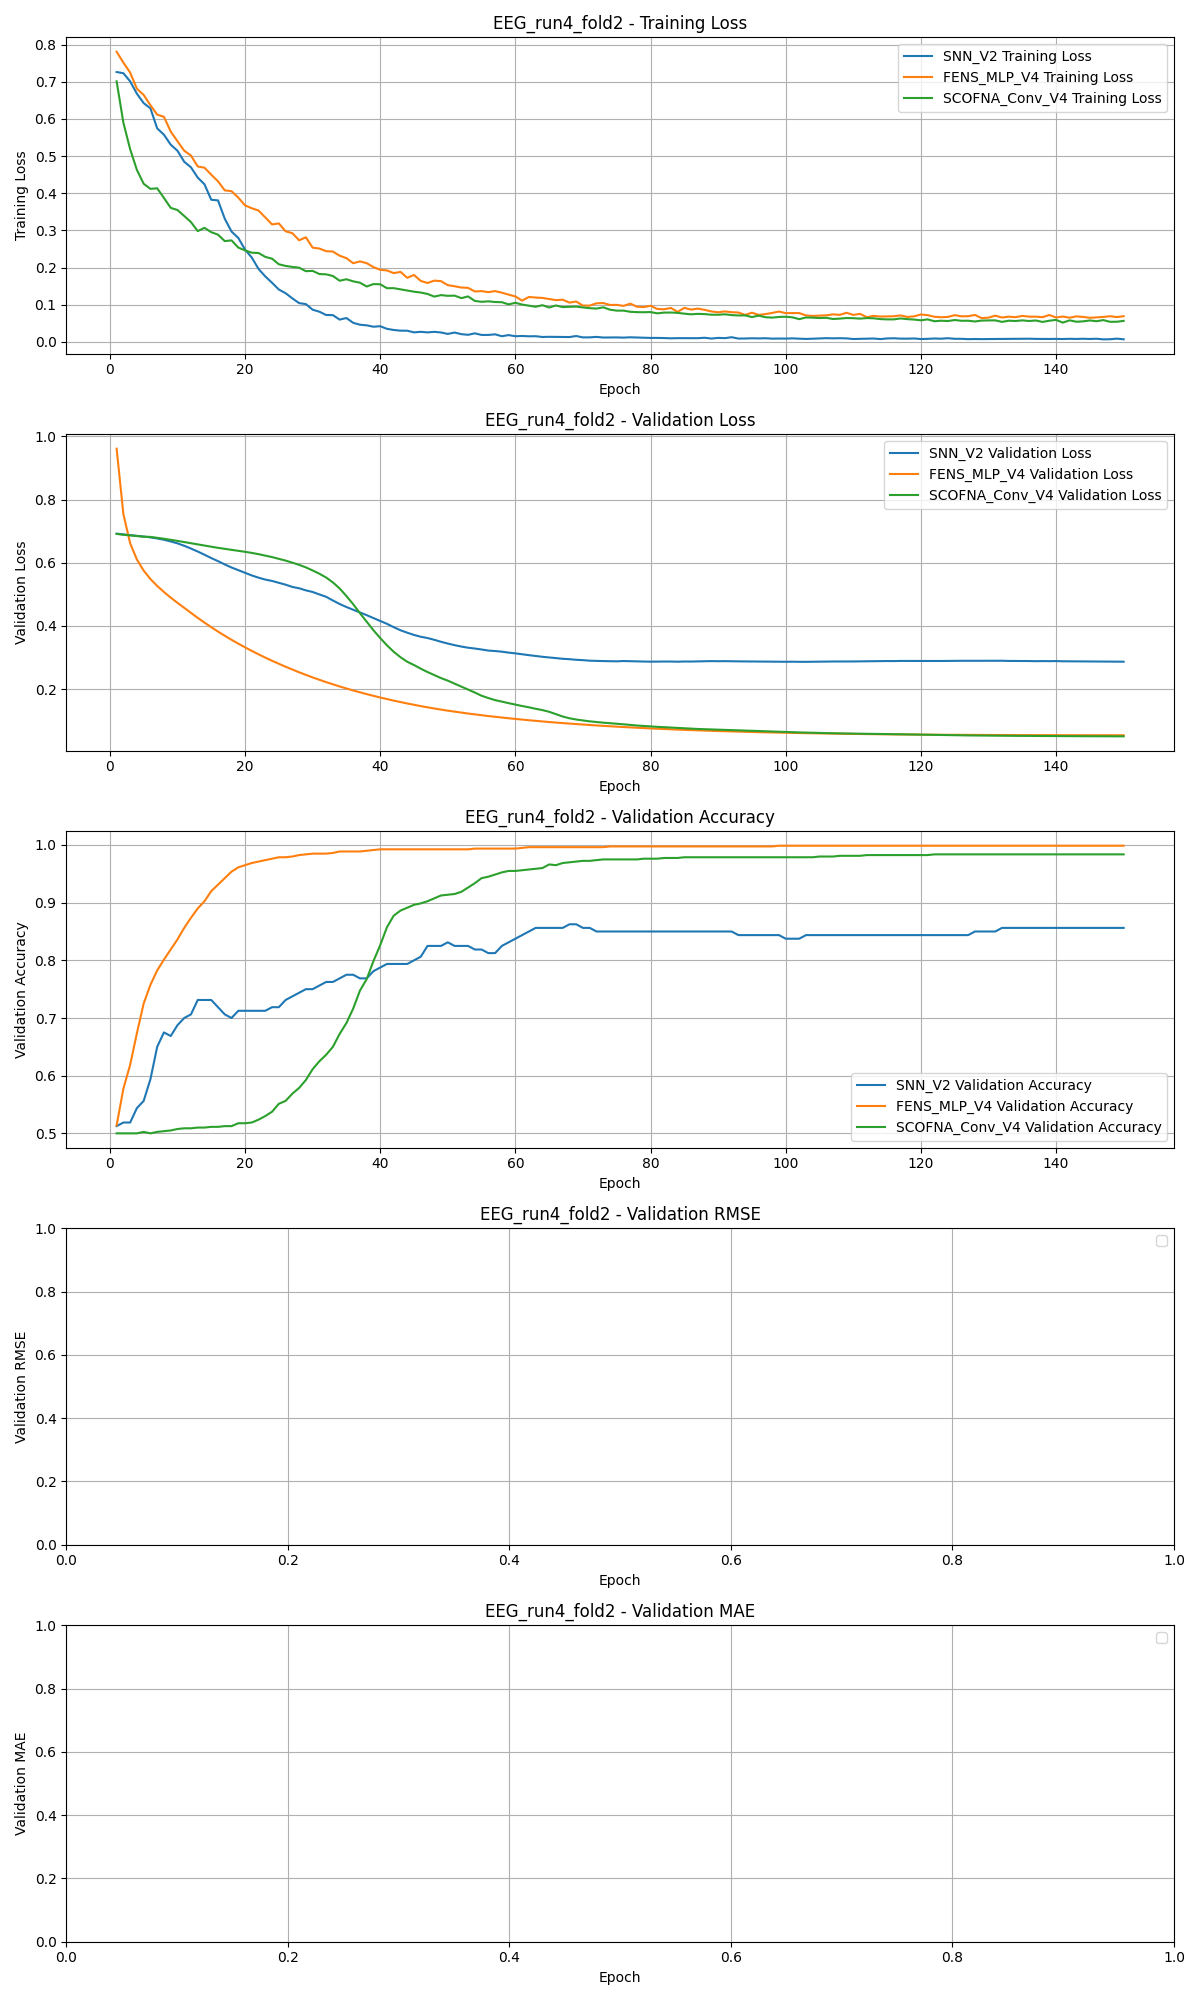 EEG_run4_fold2 - Training Loss
SNN_V2 Training Loss
FENS_MLP_V4 Training Loss
SCOFNA_Conv_V4 Training Loss
Training Loss
0.8
0.7
0.6
0.5
0.4
0.3
0.2
0.1
0.0
0 20 40 60 80 100 120 140
Epoch
EEG_run4_fold2 - Validation Loss
SNN_V2 Validation Loss
FENS_MLP_V4 Validation Loss
SCOFNA_Conv_V4 Validation Loss
Validation Loss
1.0
0.8
0.6
0.4
0.2
0 20 40 60 80 100 120 140
Epoch
EEG_run4_fold2 - Validation Accuracy
Validation Accuracy
1.0
0.9
0.8
0.7
0.6
0.5
SNN_V2 Validation Accuracy
FENS_MLP_V4 Validation Accuracy
SCOFNA_Conv_V4 Validation Accuracy
0 20 40 60 80 100 120 140
Epoch
EEG_run4_fold2 - Validation RMSE
Validation RMSE
1.0
0.8
0.6
0.4
0.2
0.0
0.0 0.2 0.4 0.6 0.8 1.0
Epoch
EEG_run4_fold2 - Validation MAE
Validation MAE
1.0
0.8
0.6
0.4
0.2
0.0
0.0 0.2 0.4 0.6 0.8 1.0
Epoch